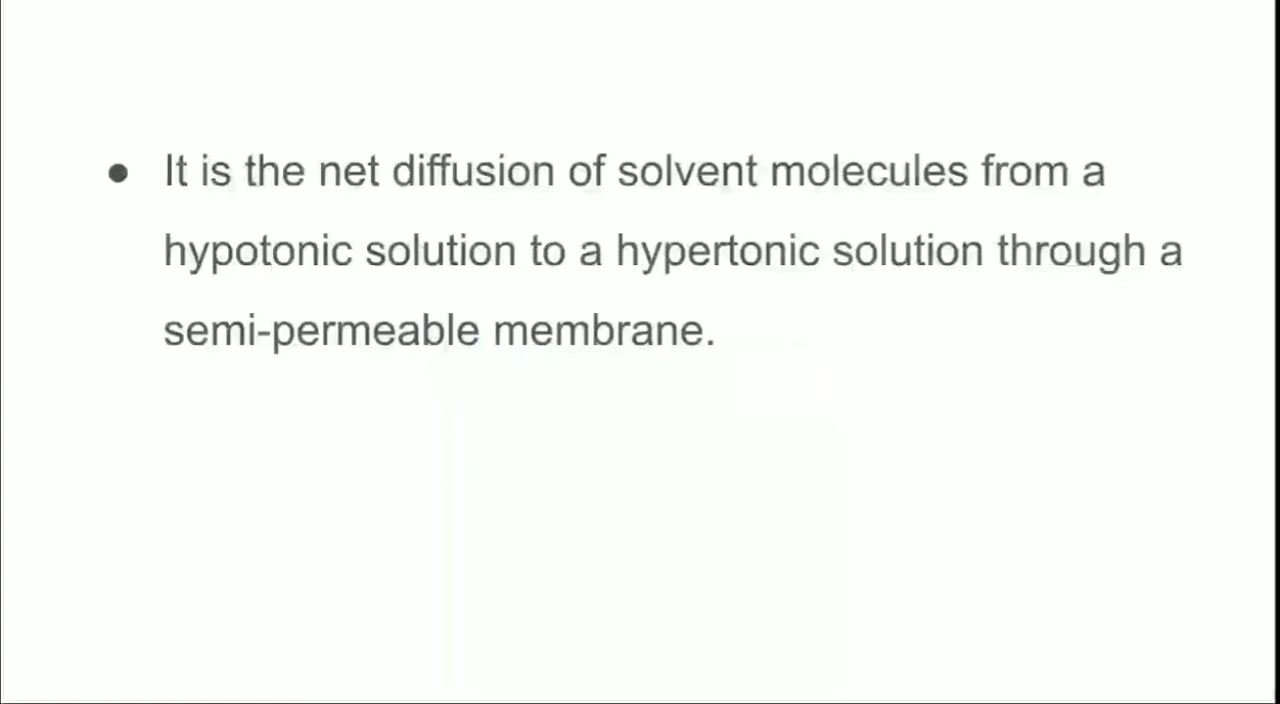 ● It is the net diffusion of solvent molecules from a
hypotonic solution to a hypertonic solution through a
semi-permeable membrane.